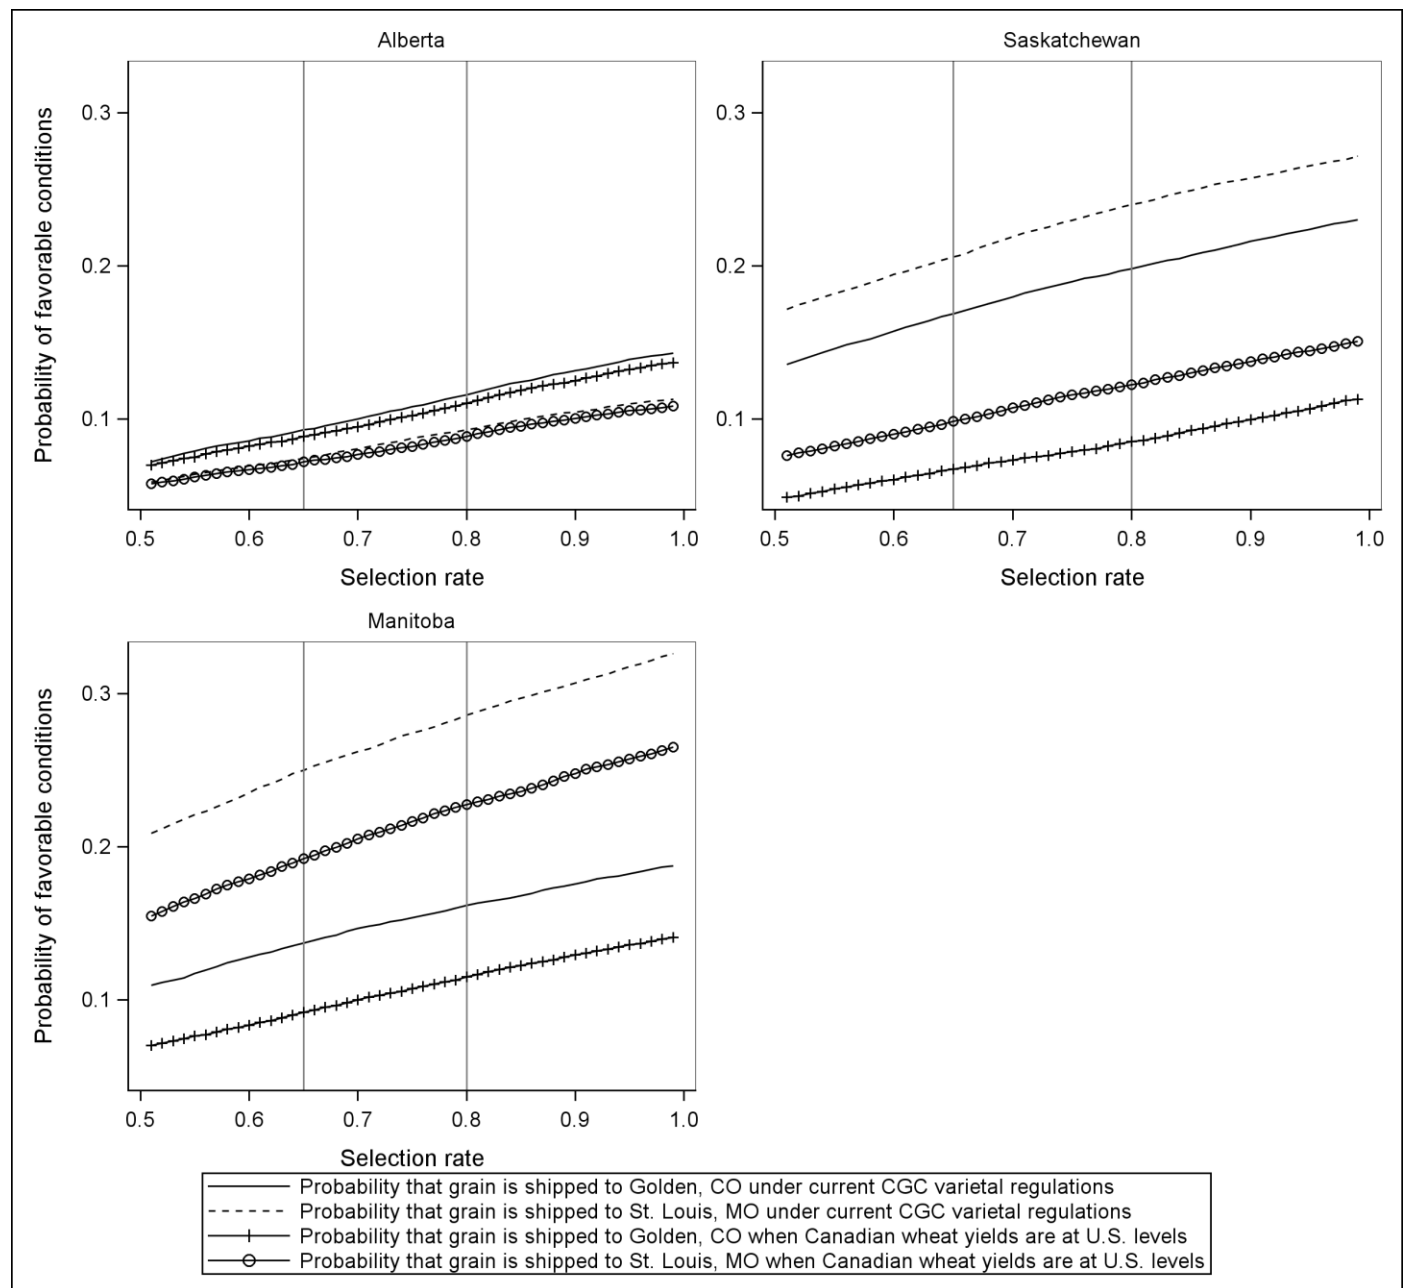 Alberta
Probability of favorable conditions
0.3
0.2
0.1
0.5 0.6 0.7 0.8 0.9 1.0
Selection rate
Saskatchewan
0.3
0.2
0.1
0.5 0.6 0.7 0.8 0.9 1.0
Selection rate
Manitoba
Probability of favorable conditions
0.3
0.2
0.1
0.5 0.6 0.7 0.8 0.9 1.0
Selection rate
Probability that grain is shipped to Golden, CO under current CGC varietal regulations
Probability that grain is shipped to St. Louis, MO under current CGC varietal regulations
Probability that grain is shipped to Golden, CO when Canadian wheat yields are at U.S. levels
Probability that grain is shipped to St. Louis, MO when Canadian wheat yields are at U.S. levels